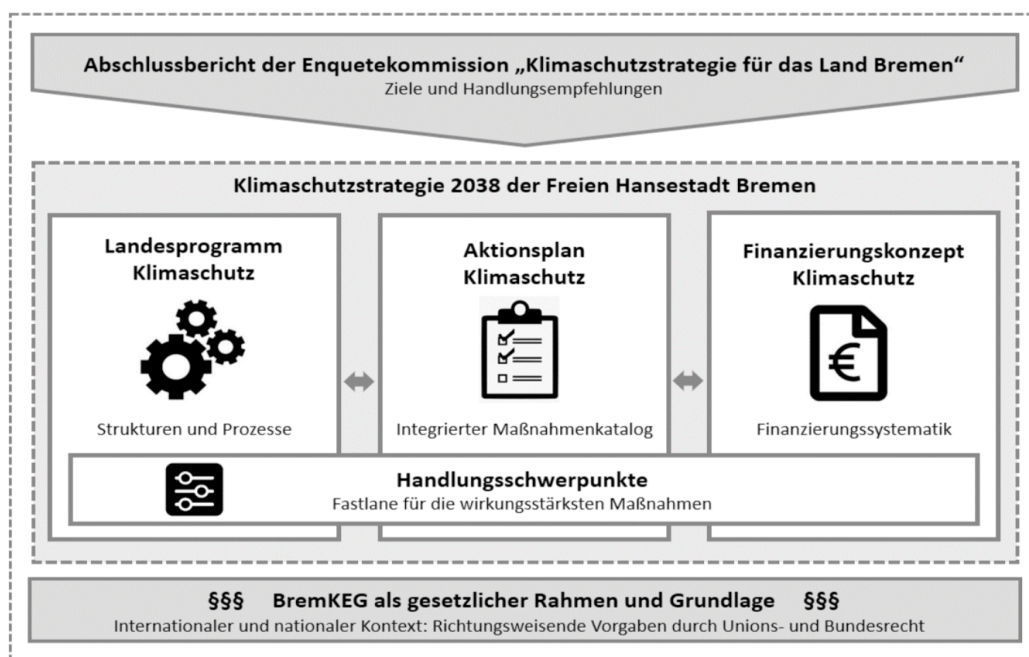 Abschlussbericht der Enquetekommission „Klimaschutzstrategie für das Land Bremen“
Ziele und Handlungsempfehlungen
Klimaschutzstrategie 2038 der Freien Hansestadt Bremen
Landesprogramm
Klimaschutz
Strukturen und Prozesse
Aktionsplan
Klimaschutz
Integrierter Maßnahmenkatalog
Finanzierungskonzept
Klimaschutz
€
Finanzierungssystematik
Handlungsschwerpunkte
Fastlane für die wirkungsstärksten Maßnahmen
§§§ BremKEG als gesetzlicher Rahmen und Grundlage §§§
Internationaler und nationaler Kontext: Richtungsweisende Vorgaben durch Unions- und Bundesrecht